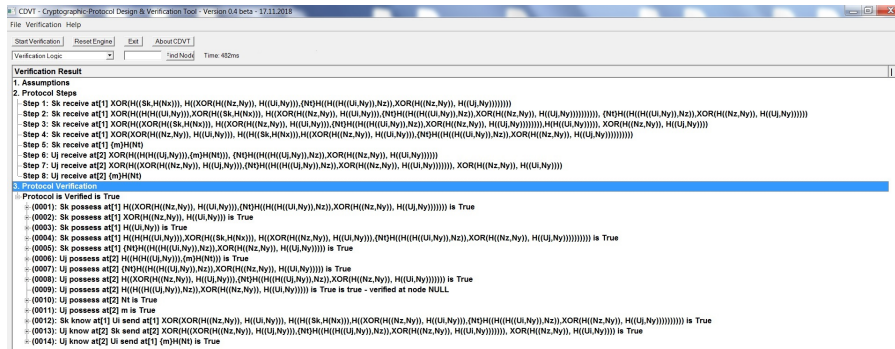 CDVT - Cryptographic-Protocol Design & Verification Tool - Version 0.4 beta - 17.11.2018
File Verification Help
Start Verification Reset Engine Exit About CDVT
Verification Logic Find Node Time: 482ms
Verification Result
1. Assumptions
2. Protocol Steps
Step 1: Sk receive at[1] XOR(H((Sk,H(Nx))), H((XOR(H((Nz,Ny)), H((Ui,Ny))),{Nt}H((H((H((Ui,Ny)),Nz)),XOR(H((Nz,Ny)), H((Uj,Ny)))))))))
Step 2: Sk receive at[1] XOR(H((H(H((Ui,Ny))),XOR(H((Sk,H(Nx))), H((XOR(H((Nz,Ny)), H((Ui,Ny))),{Nt}H((H((H((Ui,Ny)),Nz)),XOR(H((Nz,Ny)), H((Uj,Ny))))))))))), {Nt}H((H((H((Ui,Ny)),Nz)),XOR(H((Nz,Ny)), H((Uj,Ny))))))
Step 3: Sk receive at[1] XOR(H((XOR(H((Sk,H(Nx))), H((XOR(H((Nz,Ny)), H((Ui,Ny))),{Nt}H((H((H((Ui,Ny)),Nz)),XOR(H((Nz,Ny)), H((Uj,Ny)))))))),H(H((Ui,Ny))))), XOR(H((Nz,Ny)), H((Uj,Ny))))
Step 4: Sk receive at[1] XOR(XOR(H((Nz,Ny)), H((Ui,Ny))), H((H((Sk,H(Nx))),H((XOR(H((Nz,Ny)), H((Ui,Ny))),{Nt}H((H((H((Ui,Ny)),Nz)),XOR(H((Nz,Ny)), H((Uj,Ny))))))))))
Step 5: Sk receive at[1] {m}H(Nt)
Step 6: Uj receive at[2] XOR(H((H(H((Uj,Ny))),{m}H(Nt))), {Nt}H((H((H((Uj,Ny)),Nz)),XOR(H((Nz,Ny)), H((Ui,Ny))))))
Step 7: Uj receive at[2] XOR(H((XOR(H((Nz,Ny)), H((Uj,Ny))),{Nt}H((H((H((Uj,Ny)),Nz)),XOR(H((Nz,Ny)), H((Ui,Ny))))))), XOR(H((Nz,Ny)), H((Ui,Ny))))
Step 8: Uj receive at[2] {m}H(Nt)
3. Protocol Verification
Protocol is Verified is True
(0001): Sk possess at[1] H((XOR(H((Nz,Ny)), H((Ui,Ny))),{Nt}H((H((H((Ui,Ny)),Nz)),XOR(H((Nz,Ny)), H((Uj,Ny))))))) is True
(0002): Sk possess at[1] XOR(H((Nz,Ny)), H((Ui,Ny))) is True
(0003): Sk possess at[1] H((Ui,Ny)) is True
(0004): Sk possess at[1] H((H(H((Ui,Ny))),XOR(H((Sk,H(Nx))), H((XOR(H((Nz,Ny)), H((Ui,Ny))),{Nt}H((H((H((Ui,Ny)),Nz)),XOR(H((Nz,Ny)), H((Uj,Ny)))))))))) is True
(0005): Sk possess at[1] {Nt}H((H((H((Ui,Ny)),Nz)),XOR(H((Nz,Ny)), H((Uj,Ny))))) is True
(0006): Uj possess at[2] H((H(H((Uj,Ny))),{m}H(Nt))) is True
(0007): Uj possess at[2] {Nt}H((H((H((Uj,Ny)),Nz)),XOR(H((Nz,Ny)), H((Ui,Ny))))) is True
(0008): Uj possess at[2] H((XOR(H((Nz,Ny)), H((Uj,Ny))),{Nt}H((H((H((Uj,Ny)),Nz)),XOR(H((Nz,Ny)), H((Ui,Ny))))))) is True
(0009): Uj possess at[2] H((H((H((Uj,Ny)),Nz)),XOR(H((Nz,Ny)), H((Ui,Ny))))) is True is true - verified at node NULL
(0010): Uj possess at[2] Nt is True
(0011): Uj possess at[2] m is True
(0012): Sk know at[1] Ui send at[1] XOR(XOR(H((Nz,Ny)), H((Ui,Ny))), H((H((Sk,H(Nx))),H((XOR(H((Nz,Ny)), H((Ui,Ny))),{Nt}H((H((H((Ui,Ny)),Nz)),XOR(H((Nz,Ny)), H((Uj,Ny)))))))))) is True
(0013): Uj know at[2] Sk send at[2] XOR(H((XOR(H((Nz,Ny)), H((Uj,Ny))),{Nt}H((H((H((Uj,Ny)),Nz)),XOR(H((Nz,Ny)), H((Ui,Ny))))))), XOR(H((Nz,Ny)), H((Ui,Ny)))) is True
(0014): Uj know at[2] Ui send at[1] {m}H(Nt) is True